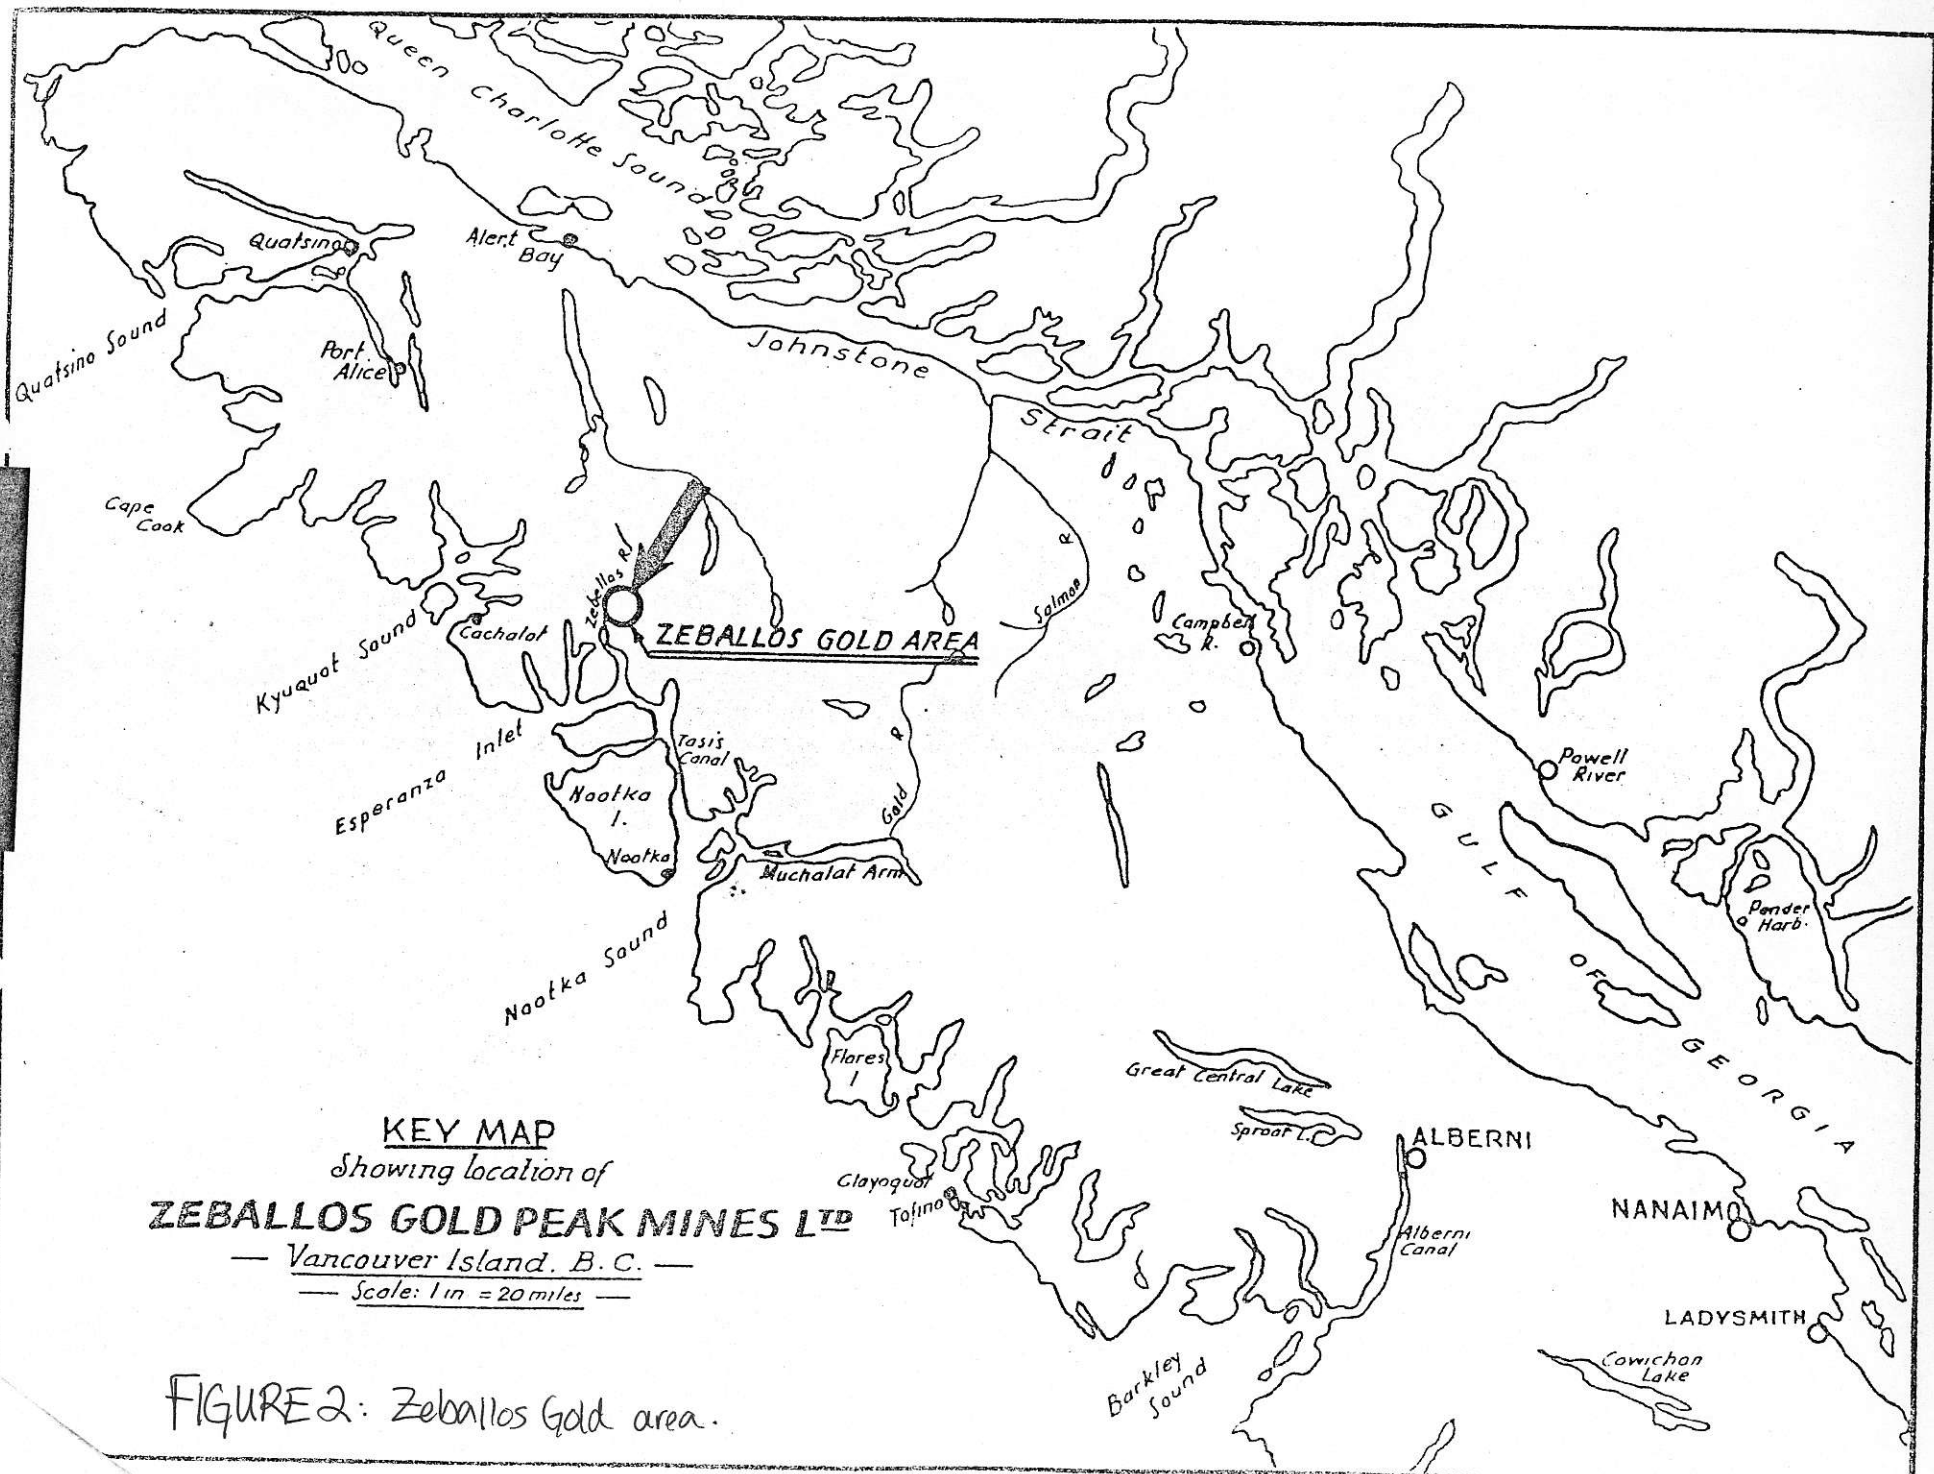 Queen Charlotte Sound
Quatsino
Alert
Bay
Quatsino Sound
Port
Alice
Johnstone
Strait
Cape
Cook
Zeballos R
R
Salmon
Campbell
R.
Cachalot
ZEBALLOS GOLD AREA
Kyuquot Sound
Esperanza Inlet
Tasis
Canal
Nootka
I.
Nootka
Gold R
Muchalat Arm
Powell
River
GULF OF GEORGIA
Pender
Harb.
Nootka Sound
Flores
I
Great Central Lake
Sproat L.
ALBERNI
KEY MAP
Showing location of
ZEBALLOS GOLD PEAK MINES LTD
— Vancouver Island. B. C. —
— Scale: 1 in = 20 miles —
Clayoquot
Tofino
Alberni
Canal
NANAIMO
LADYSMITH
Cowichan
Lake
Barkley
Sound
FIGURE 2: Zeballos Gold area.